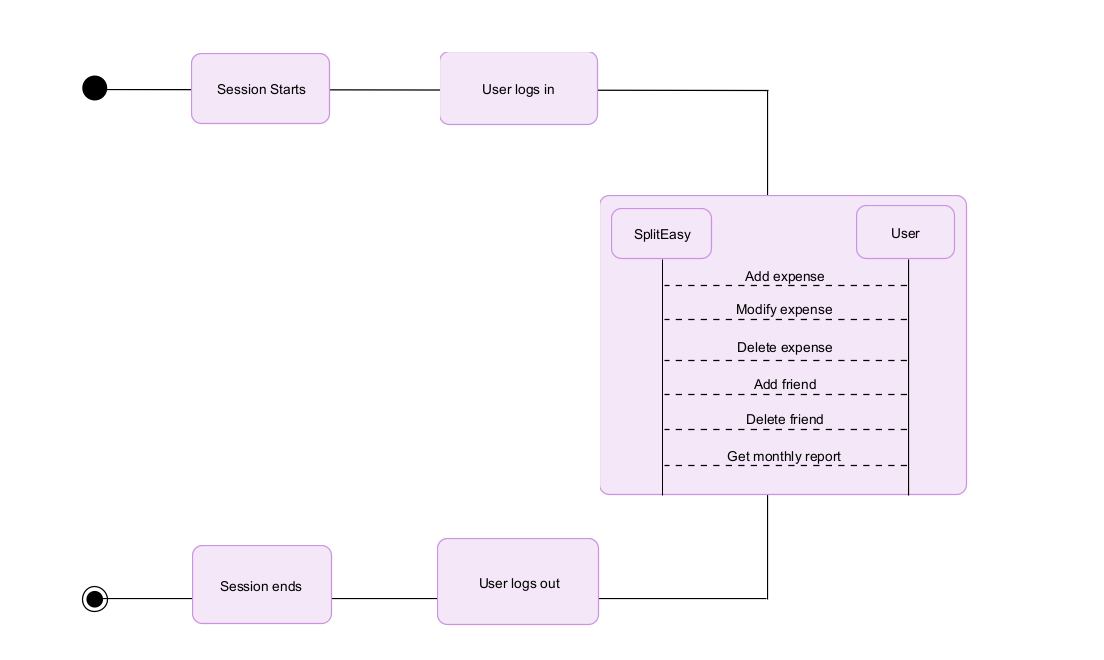 Session Starts
User logs in
SplitEasy
User
Add expense
Modify expense
Delete expense
Add friend
Delete friend
Get monthly report
Session ends
User logs out